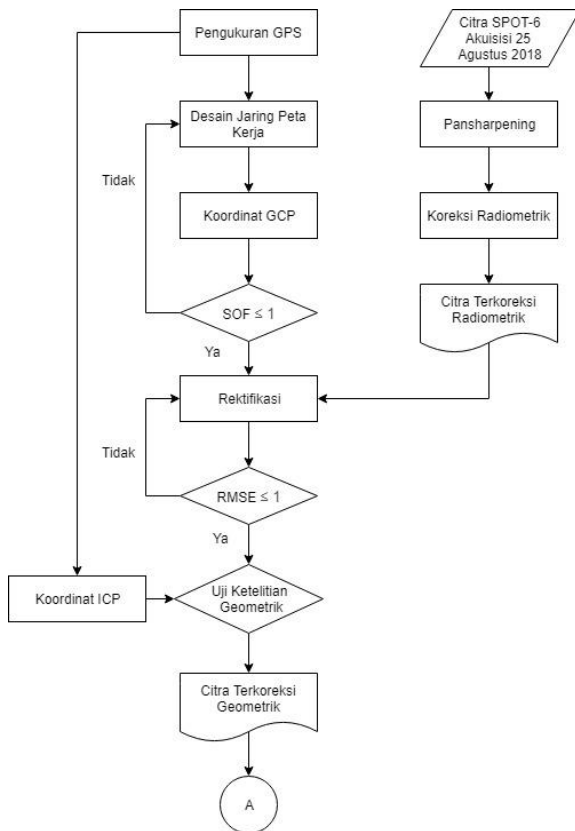 Pengukuran GPS
Citra SPOT-6
Akuisisi 25
Agustus 2018
Desain Jaring Peta
Kerja
Pansharpening
Tidak
Koordinat GCP
Koreksi Radiometrik
SOF ≤ 1
Citra Terkoreksi
Radiometrik
Ya
Rektifikasi
Tidak
RMSE ≤ 1
Ya
Koordinat ICP
Uji Ketelitian
Geometrik
Citra Terkoreksi
Geometrik
A